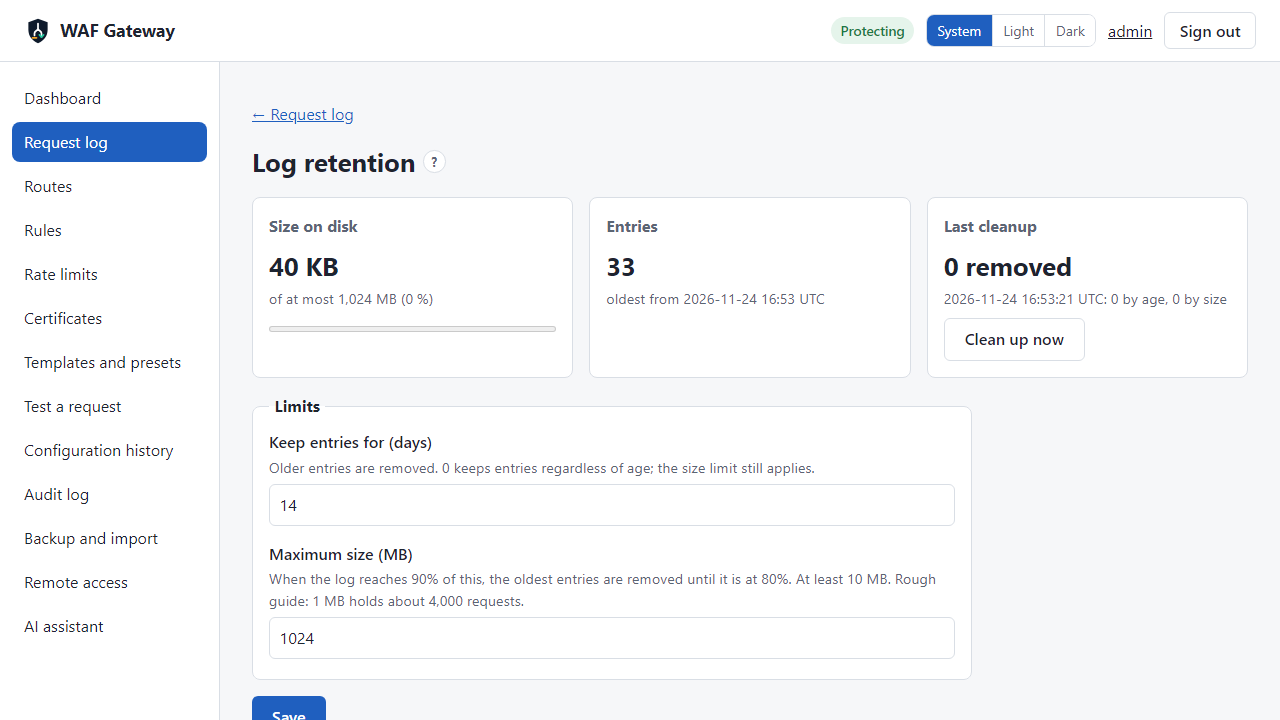 WAF Gateway
Protecting
System
Light
Dark
admin
Sign out
Dashboard
Request log
Routes
Rules
Rate limits
Certificates
Templates and presets
Test a request
Configuration history
Audit log
Backup and import
Remote access
AI assistant
← Request log
Log retention ?
Size on disk
40 KB
of at most 1,024 MB (0 %)
Entries
33
oldest from 2026-11-24 16:53 UTC
Last cleanup
0 removed
2026-11-24 16:53:21 UTC: 0 by age, 0 by size
Clean up now
Limits
Keep entries for (days)
Older entries are removed. 0 keeps entries regardless of age; the size limit still applies.
14
Maximum size (MB)
When the log reaches 90% of this, the oldest entries are removed until it is at 80%. At least 10 MB. Rough
guide: 1 MB holds about 4,000 requests.
1024
Save